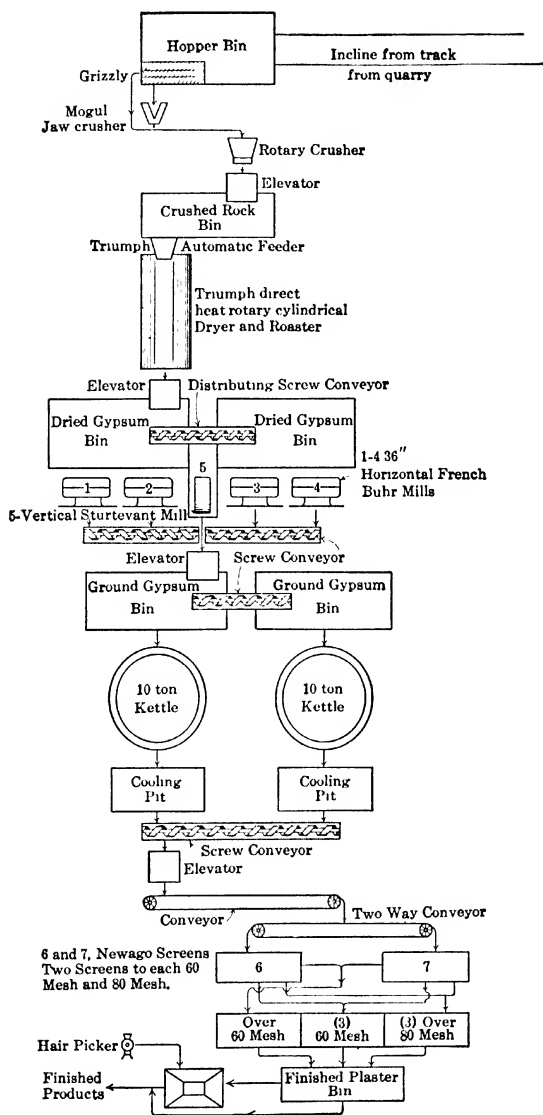 Hopper Bin
Incline from track
from quarry
Grizzly
Mogul
Jaw crusher
Rotary Crusher
Elevator
Crushed Rock
Bin
Triumph Automatic Feeder
Triumph direct
heat rotary cylindrical
Dryer and Roaster
Elevator
Distributing Screw Conveyor
Dried Gypsum
Bin
Dried Gypsum
Bin
5
1-4 36"
Horizontal French
Buhr Mills
1
2
3
4
5-Vertical Sturtevant Mill
Elevator
Screw Conveyor
Ground Gypsum
Bin
Ground Gypsum
Bin
10 ton
Kettle
10 ton
Kettle
Cooling
Pit
Cooling
Pit
Screw Conveyor
Elevator
Conveyor
Two Way Conveyor
6 and 7, Newago Screens
Two Screens to each 60
Mesh and 80 Mesh.
6
7
Over
60 Mesh
(3)
60 Mesh
(3) Over
80 Mesh
Hair Picker
Finished
Products
Finished Plaster
Bin